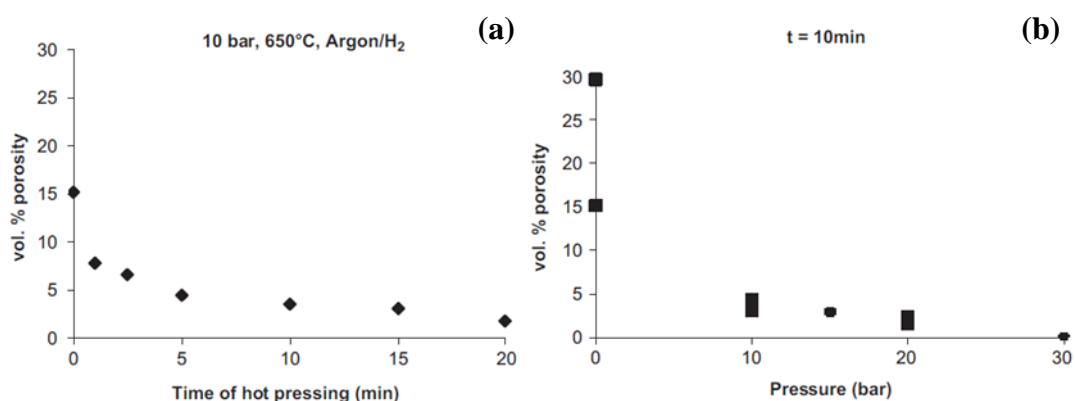 10 bar, 650°C, Argon/H2
(a)
30
25
20
15
10
5
0
vol. % porosity
0 5 10 15 20
Time of hot pressing (min)
t = 10min
(b)
30
25
20
15
10
5
0
vol. % porosity
0 10 20 30
Pressure (bar)